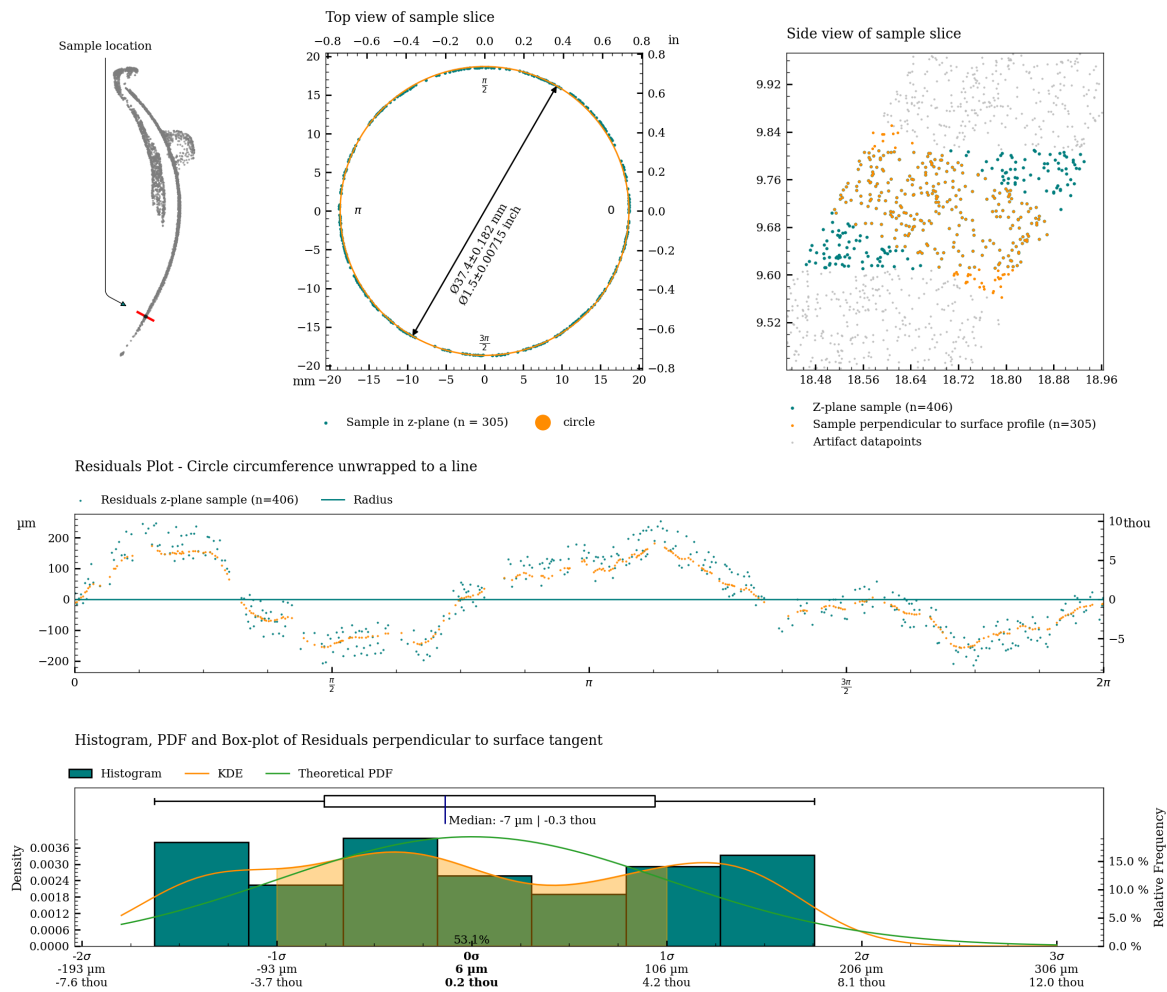 Sample location
Top view of sample slice
−0.8 −0.6 −0.4 −0.2 0.0 0.2 0.4 0.6 0.8 in
20
15
10
5
0
−5
−10
−15
−20
0.8
0.6
0.4
0.2
0.0
−0.2
−0.4
−0.6
−0.8
π/2
π
0
3π/2
Ø37.4±0.182 mm
Ø1.5±0.00715 inch
mm −20 −15 −10 −5 0 5 10 15 20
Sample in z-plane (n = 305)
circle
Side view of sample slice
9.92
9.84
9.76
9.68
9.60
9.52
18.48 18.56 18.64 18.72 18.80 18.88 18.96
Z-plane sample (n=406)
Sample perpendicular to surface profile (n=305)
Artifact datapoints
Residuals Plot - Circle circumference unwrapped to a line
Residuals z-plane sample (n=406)
Radius
µm
200
100
0
−100
−200
10 thou
5
0
−5
0 π/2 π 3π/2 2π
Histogram, PDF and Box-plot of Residuals perpendicular to surface tangent
Histogram
KDE
Theoretical PDF
Median: -7 µm | -0.3 thou
Density
0.0036
0.0030
0.0024
0.0018
0.0012
0.0006
0.0000
15.0 %
10.0 %
5.0 %
0.0 %
Relative Frequency
53.1%
-2σ -1σ 0σ 1σ 2σ 3σ
-193 µm -93 µm 6 µm 106 µm 206 µm 306 µm
-7.6 thou -3.7 thou 0.2 thou 4.2 thou 8.1 thou 12.0 thou